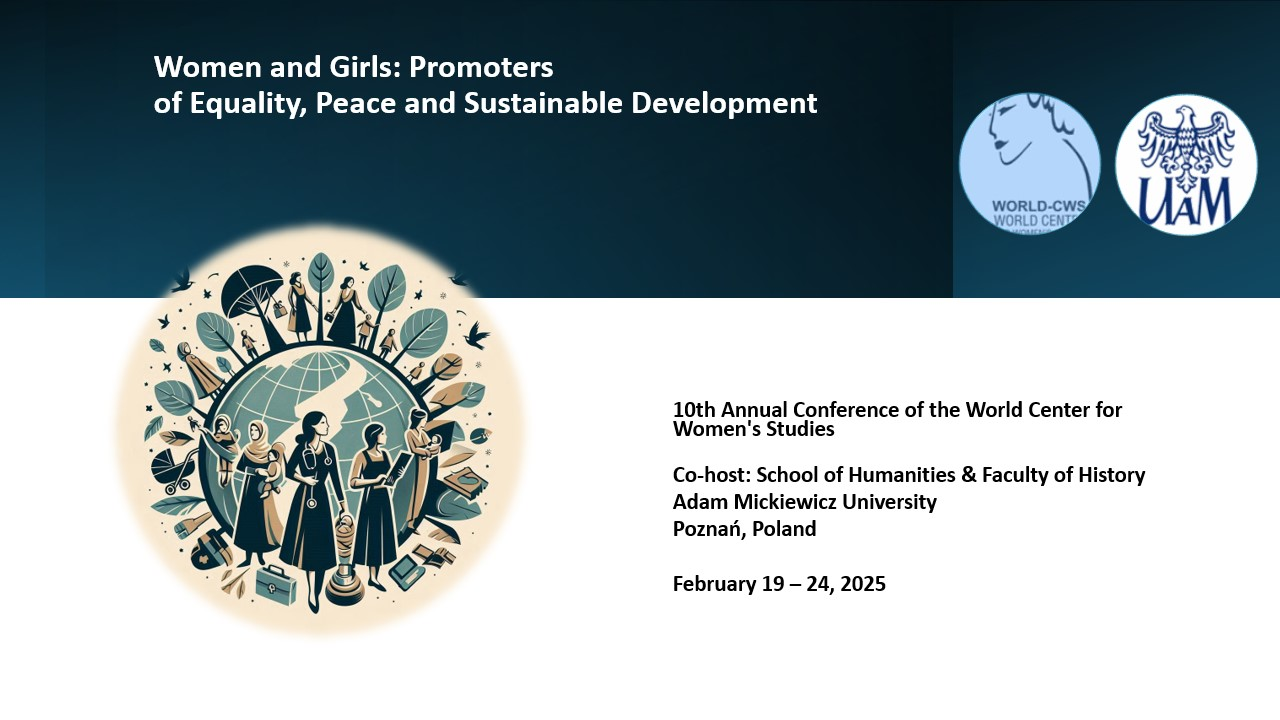 Women and Girls: Promoters
of Equality, Peace and Sustainable Development
WORLD-CWS
WORLD CENT
UAM
10th Annual Conference of the World Center for
Women's Studies
Co-host: School of Humanities & Faculty of History
Adam Mickiewicz University
Poznań, Poland
February 19 – 24, 2025